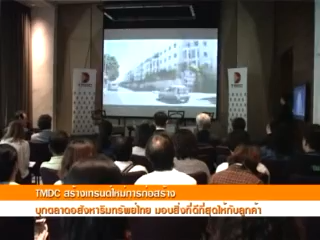 TMDC สร้างเทรนด์ใหม่การก่อสร้าง
บุกตลาดอสังหาริมทรัพย์ไทย มอบสิ่งที่ดีที่สุดให้กับลูกค้า